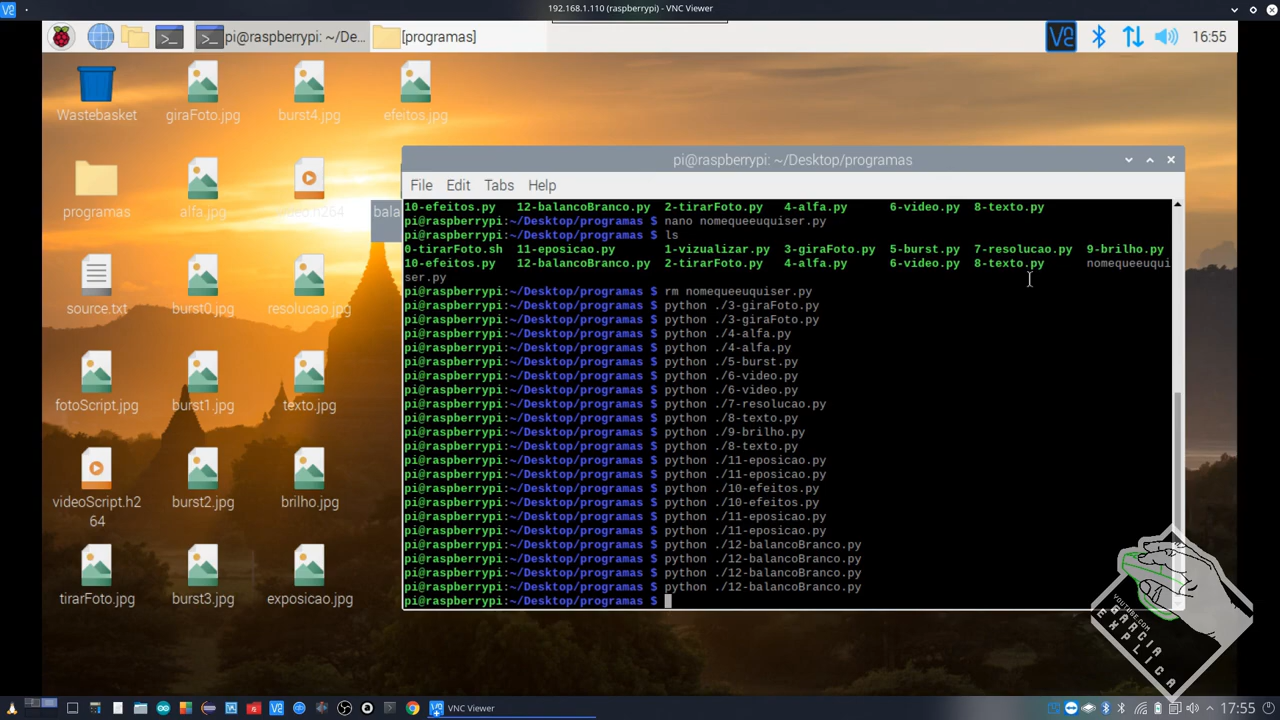 192.168.1.110 (raspberrypi) - VNC Viewer
pi@raspberrypi: ~/De...
[programas]
16:55
Wastebasket
giraFoto.jpg
burst4.jpg
efeitos.jpg
programas
alfa.jpg
video.h264
bala
source.txt
burst0.jpg
resolucao.jpg
fotoScript.jpg
burst1.jpg
texto.jpg
videoScript.h2
64
burst2.jpg
brilho.jpg
tirarFoto.jpg
burst3.jpg
exposicao.jpg
pi@raspberrypi: ~/Desktop/programas
File Edit Tabs Help
10-efeitos.py 12-balancoBranco.py 2-tirarFoto.py 4-alfa.py 6-video.py 8-texto.py
pi@raspberrypi:~/Desktop/programas $ nano nomequeeuquiser.py
pi@raspberrypi:~/Desktop/programas $ ls
0-tirarFoto.sh 11-eposicao.py 1-vizualizar.py 3-giraFoto.py 5-burst.py 7-resolucao.py 9-brilho.py
10-efeitos.py 12-balancoBranco.py 2-tirarFoto.py 4-alfa.py 6-video.py 8-texto.py nomequeeuqui
ser.py
pi@raspberrypi:~/Desktop/programas $ rm nomequeeuquiser.py
pi@raspberrypi:~/Desktop/programas $ python ./3-giraFoto.py
pi@raspberrypi:~/Desktop/programas $ python ./3-giraFoto.py
pi@raspberrypi:~/Desktop/programas $ python ./4-alfa.py
pi@raspberrypi:~/Desktop/programas $ python ./4-alfa.py
pi@raspberrypi:~/Desktop/programas $ python ./5-burst.py
pi@raspberrypi:~/Desktop/programas $ python ./6-video.py
pi@raspberrypi:~/Desktop/programas $ python ./6-video.py
pi@raspberrypi:~/Desktop/programas $ python ./7-resolucao.py
pi@raspberrypi:~/Desktop/programas $ python ./8-texto.py
pi@raspberrypi:~/Desktop/programas $ python ./9-brilho.py
pi@raspberrypi:~/Desktop/programas $ python ./8-texto.py
pi@raspberrypi:~/Desktop/programas $ python ./11-eposicao.py
pi@raspberrypi:~/Desktop/programas $ python ./11-eposicao.py
pi@raspberrypi:~/Desktop/programas $ python ./10-efeitos.py
pi@raspberrypi:~/Desktop/programas $ python ./10-efeitos.py
pi@raspberrypi:~/Desktop/programas $ python ./11-eposicao.py
pi@raspberrypi:~/Desktop/programas $ python ./11-eposicao.py
pi@raspberrypi:~/Desktop/programas $ python ./12-balancoBranco.py
pi@raspberrypi:~/Desktop/programas $ python ./12-balancoBranco.py
pi@raspberrypi:~/Desktop/programas $ python ./12-balancoBranco.py
pi@raspberrypi:~/Desktop/programas $ python ./12-balancoBranco.py
pi@raspberrypi:~/Desktop/programas $
YOUTUBE.COM
GARCIA
EXPLICA
VNC Viewer
17:55